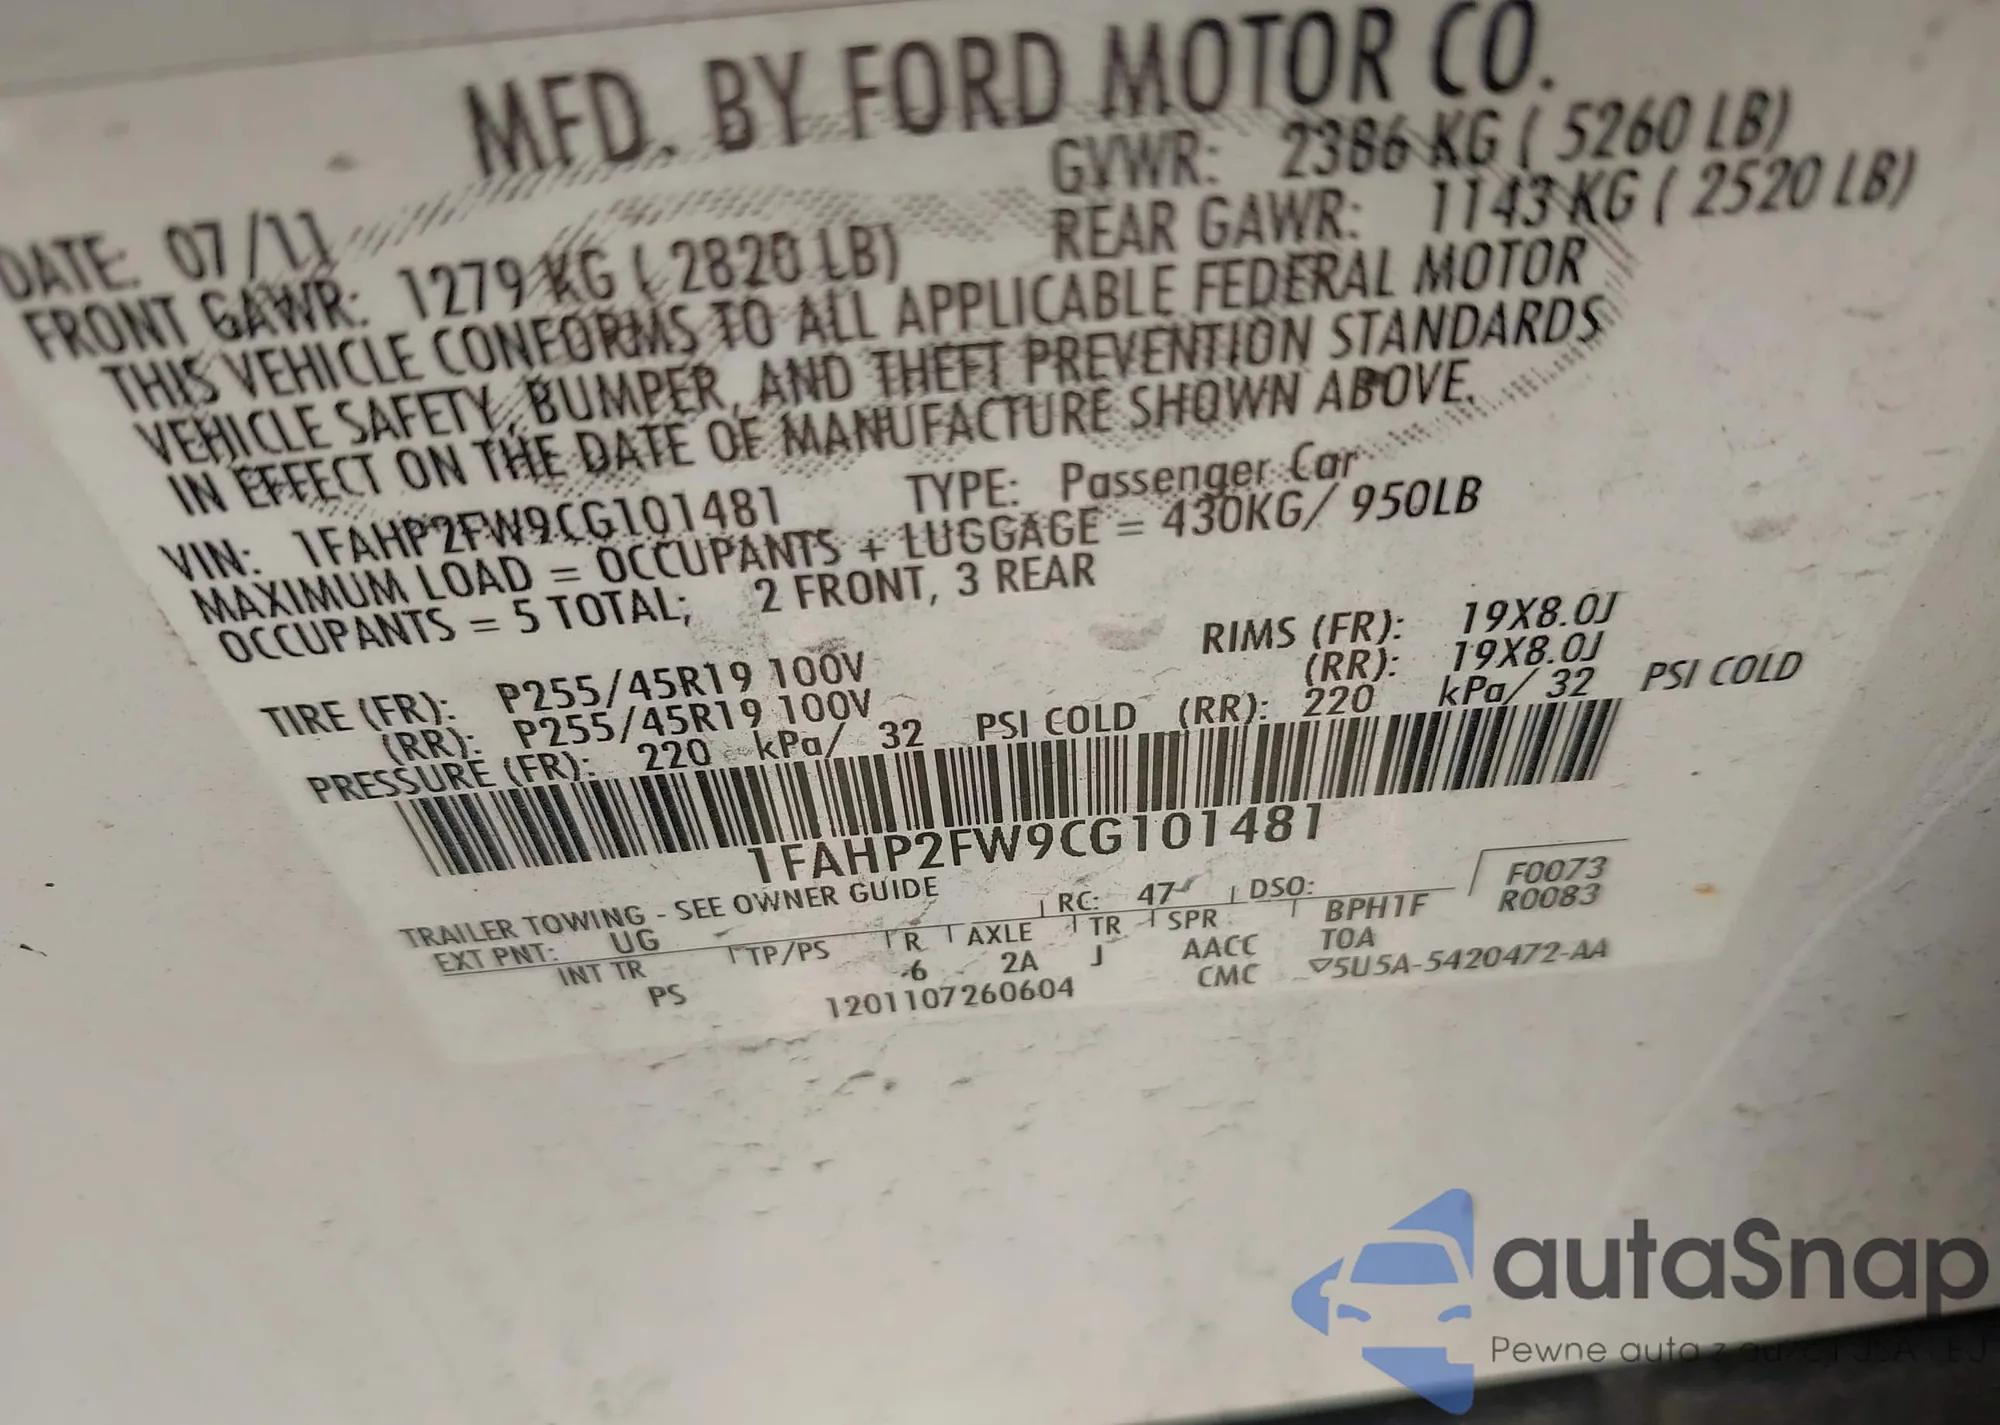 MFD. BY FORD MOTOR CO.
DATE: 07/11 GVWR: 2386 KG ( 5260 LB)
FRONT GAWR: 1279 KG ( 2820 LB) REAR GAWR: 1143 KG ( 2520 LB)
THIS VEHICLE CONFORMS TO ALL APPLICABLE FEDERAL MOTOR
VEHICLE SAFETY, BUMPER, AND THEFT PREVENTION STANDARDS
IN EFFECT ON THE DATE OF MANUFACTURE SHOWN ABOVE.
VIN: 1FAHP2FW9CG101481 TYPE: Passenger Car
MAXIMUM LOAD = OCCUPANTS + LUGGAGE = 430KG/ 950LB
OCCUPANTS = 5 TOTAL; 2 FRONT, 3 REAR
TIRE (FR): P255/45R19 100V RIMS (FR): 19X8.0J
(RR): P255/45R19 100V (RR): 19X8.0J
PRESSURE (FR): 220 kPa/ 32 PSI COLD (RR): 220 kPa/ 32 PSI COLD
1FAHP2FW9CG101481
TRAILER TOWING - SEE OWNER GUIDE
F0073
EXT PNT: UG RC: 47 DSO: R0083
INT TR TP/PS R AXLE TR SPR BPH1F
PS 6 2A J AACC TOA
1201107260604 CMC ▽5U5A-5420472-AA
autaSnap
Pewne auta z